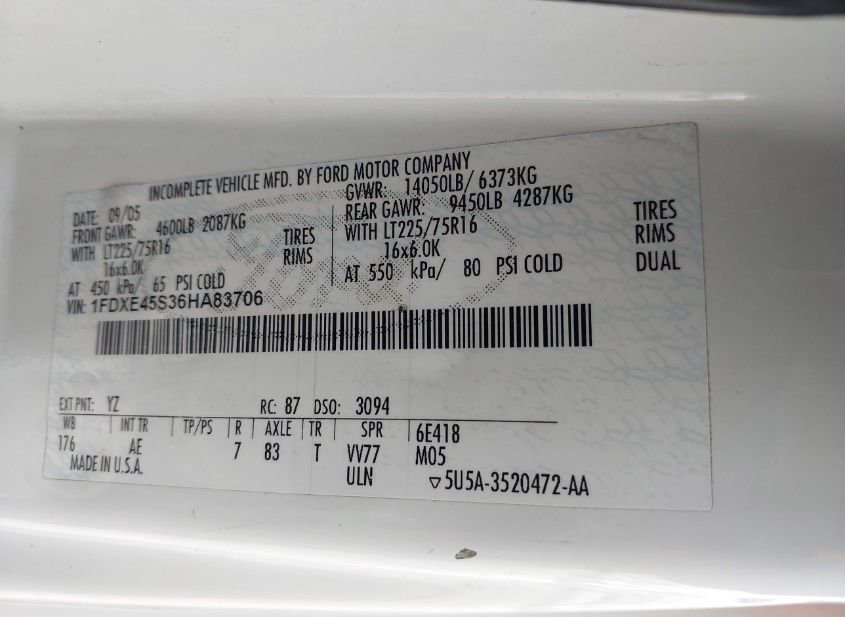 INCOMPLETE VEHICLE MFD. BY FORD MOTOR COMPANY
DATE: 09/05
GVWR: 14050LB/ 6373KG
FRONT GAWR: 4600LB 2087KG
REAR GAWR: 9450LB 4287KG
WITH LT225/75R16 TIRES
WITH LT225/75R16 TIRES
16x6.0K RIMS
16x6.0K RIMS
AT 450 kPa/ 65 PSI COLD
AT 550 kPa/ 80 PSI COLD DUAL
VIN: 1FDXE45S36HA83706
EXT PNT: YZ RC: 87 DSO: 3094
WB INT TR TP/PS R AXLE TR SPR 6E418
176 AE 7 83 T VV77 M05
MADE IN U.S.A. ULN ▽5U5A-3520472-AA